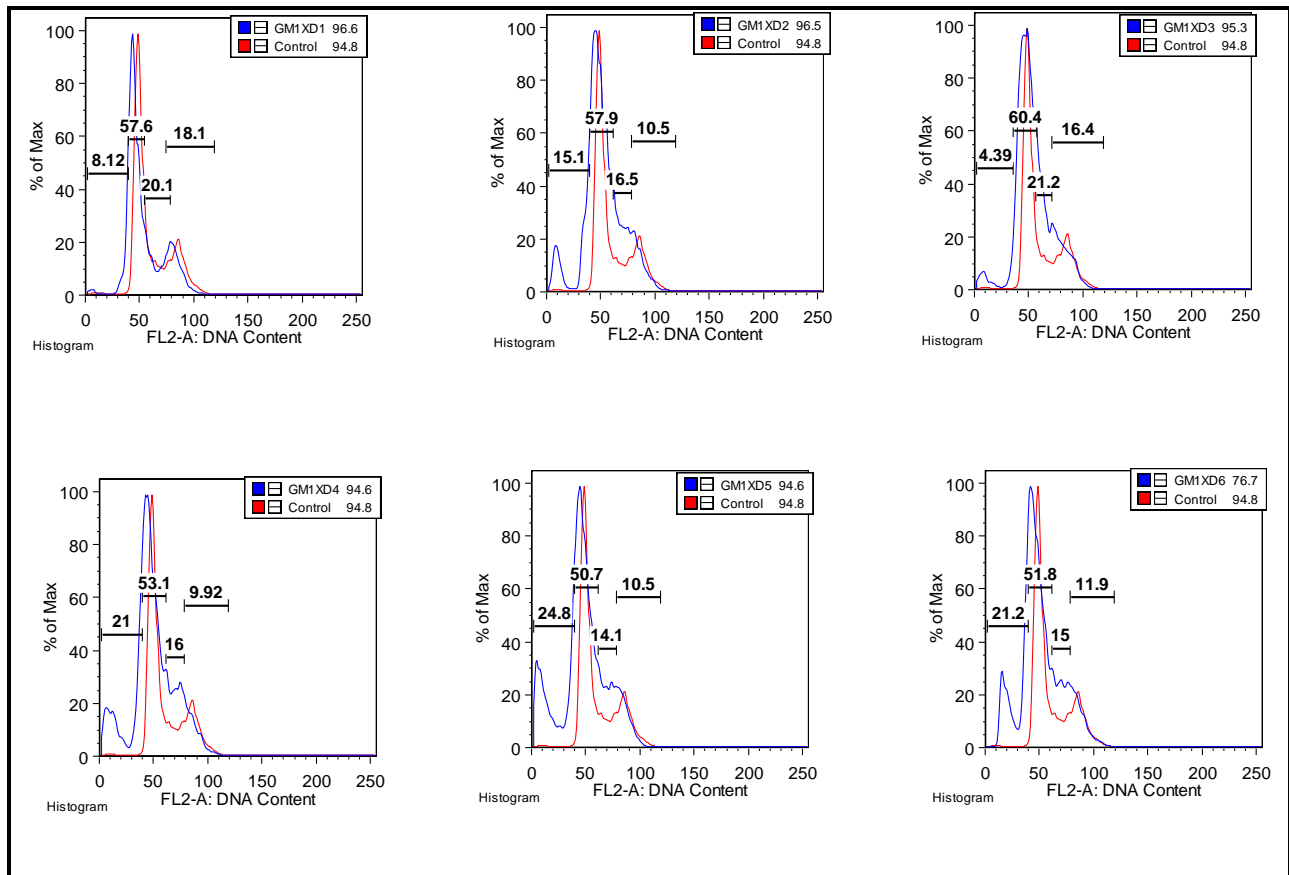 GM1XD1 96.6
Control 94.8
% of Max
100
80
60
40
20
0
57.6
18.1
8.12
20.1
0 50 100 150 200 250
FL2-A: DNA Content
Histogram
GM1XD2 96.5
Control 94.8
% of Max
100
80
60
40
20
0
57.9
10.5
15.1
16.5
0 50 100 150 200 250
FL2-A: DNA Content
Histogram
GM1XD3 95.3
Control 94.8
% of Max
100
80
60
40
20
0
60.4
16.4
4.39
21.2
0 50 100 150 200 250
FL2-A: DNA Content
Histogram
GM1XD4 94.6
Control 94.8
% of Max
100
80
60
40
20
0
53.1
9.92
21
16
0 50 100 150 200 250
FL2-A: DNA Content
Histogram
GM1XD5 94.6
Control 94.8
% of Max
100
80
60
40
20
0
50.7
10.5
24.8
14.1
0 50 100 150 200 250
FL2-A: DNA Content
Histogram
GM1XD6 76.7
Control 94.8
% of Max
100
80
60
40
20
0
51.8
11.9
21.2
15
0 50 100 150 200 250
FL2-A: DNA Content
Histogram